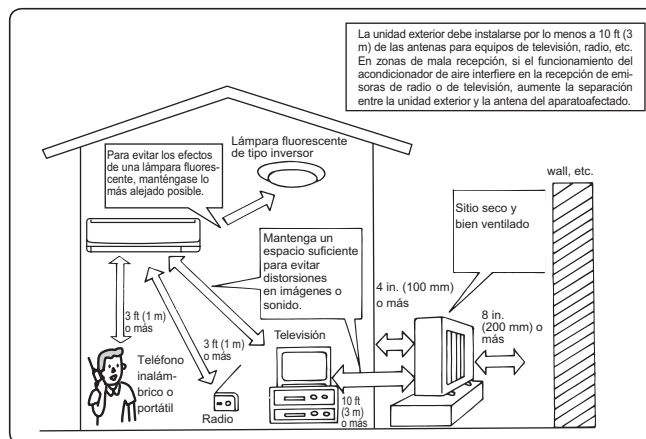 La unidad exterior debe instalarse por lo menos a 10 ft (3
m) de las antenas para equipos de televisión, radio, etc.
En zonas de mala recepción, si el funcionamiento del
acondicionador de aire interfiere en la recepción de emi-
soras de radio o de televisión, aumente la separación
entre la unidad exterior y la antena del aparatoafectado.
Lámpara fluorescente
de tipo inversor
Para evitar los efectos
de una lámpara fluores-
cente, manténgase lo
más alejado posible.
wall, etc.
Sitio seco y
bien ventilado
Mantenga un
espacio suficiente
para evitar
distorsiones
en imágenes o
sonido.
4 in. (100 mm)
o más
8 in.
(200 mm) o
más
3 ft (1 m)
o más
3 ft (1 m)
o más
Televisión
Teléfono
inalám-
brico o
portátil
Radio
10 ft
(3 m)
o más